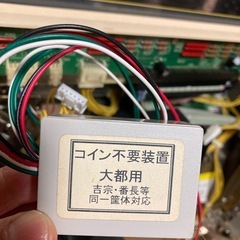 コイン不要装置
大都用
吉宗・番長等
同一筐体対応